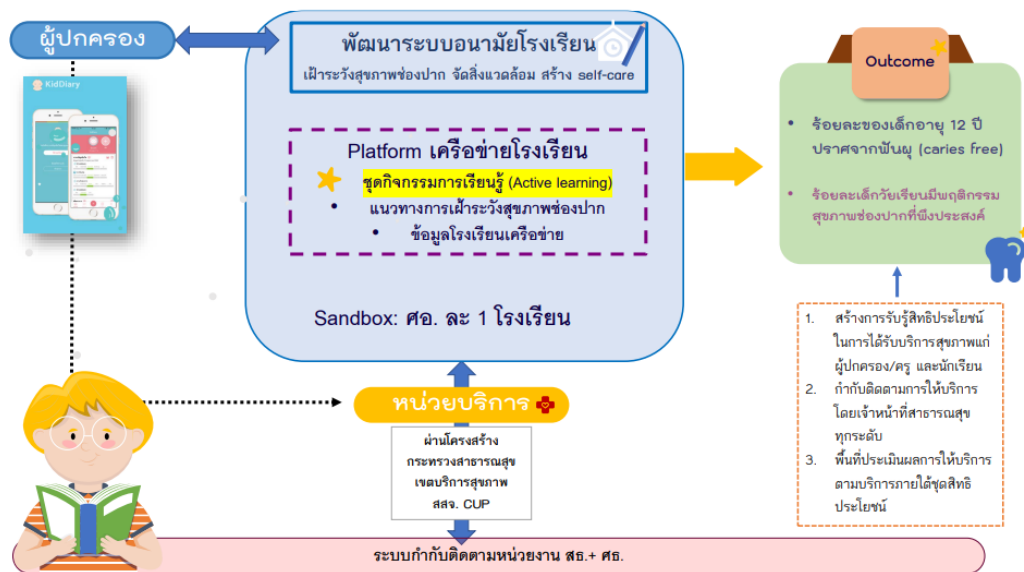 ผู้ปกครอง
KidDiary
พัฒนาระบบอนามัยโรงเรียน
เฝ้าระวังสุขภาพช่องปาก จัดสิ่งแวดล้อม สร้าง self-care
Platform เครือข่ายโรงเรียน
ชุดกิจกรรมการเรียนรู้ (Active learning)
• แนวทางการเฝ้าระวังสุขภาพช่องปาก
• ข้อมูลโรงเรียนเครือข่าย
Sandbox: ศอ. ละ 1 โรงเรียน
หน่วยบริการ
ผ่านโครงสร้าง
กระทรวงสาธารณสุข
เขตบริการสุขภาพ
สสจ. CUP
ระบบกำกับติดตามหน่วยงาน สธ.+ ศธ.
Outcome
• ร้อยละของเด็กอายุ 12 ปี
ปราศจากฟันผุ (caries free)
• ร้อยละเด็กวัยเรียนมีพฤติกรรม
สุขภาพช่องปากที่พึงประสงค์
1. สร้างการรับรู้สิทธิประโยชน์
ในการได้รับบริการสุขภาพแก่
ผู้ปกครอง/ครู และนักเรียน
2. กำกับติดตามการให้บริการ
โดยเจ้าหน้าที่สาธารณสุข
ทุกระดับ
3. พื้นที่ประเมินผลการให้บริการ
ตามบริการภายใต้ชุดสิทธิ
ประโยชน์